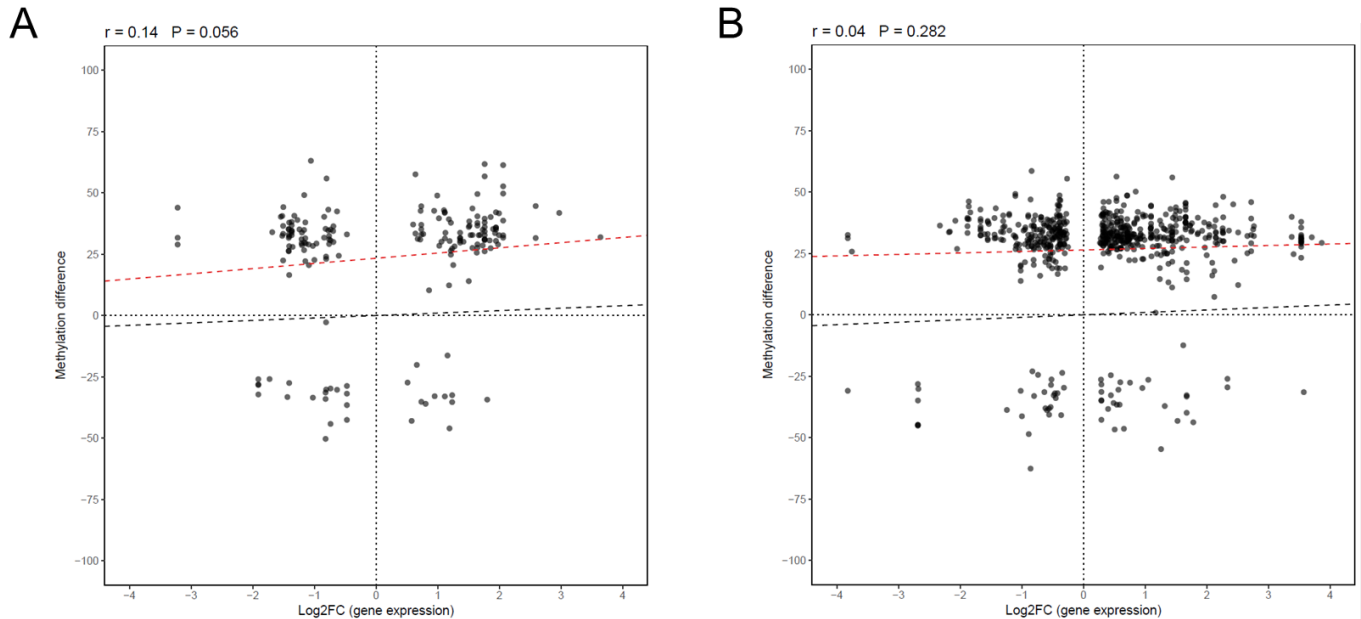 A
r = 0.14 P = 0.056
100
75
50
25
0
−25
−50
−75
−100
Methylation difference
−4 −3 −2 −1 0 1 2 3 4
Log2FC (gene expression)
B
r = 0.04 P = 0.282
100
75
50
25
0
−25
−50
−75
−100
Methylation difference
−4 −3 −2 −1 0 1 2 3 4
Log2FC (gene expression)